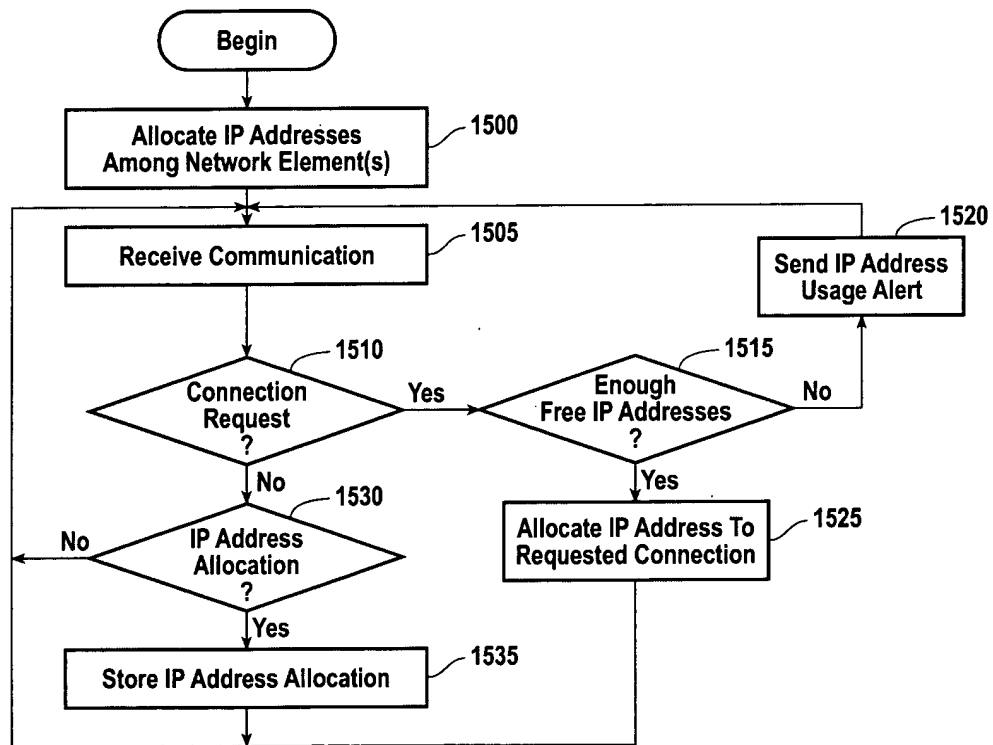 Begin
Allocate IP Addresses
Among Network Element(s)
1500
Receive Communication
1505
Send IP Address
Usage Alert
1520
Connection
Request
?
1510
Yes
Enough
Free IP Addresses
?
1515
No
No
Yes
IP Address
Allocation
?
1530
No
Allocate IP Address To
Requested Connection
1525
Yes
Store IP Address Allocation
1535